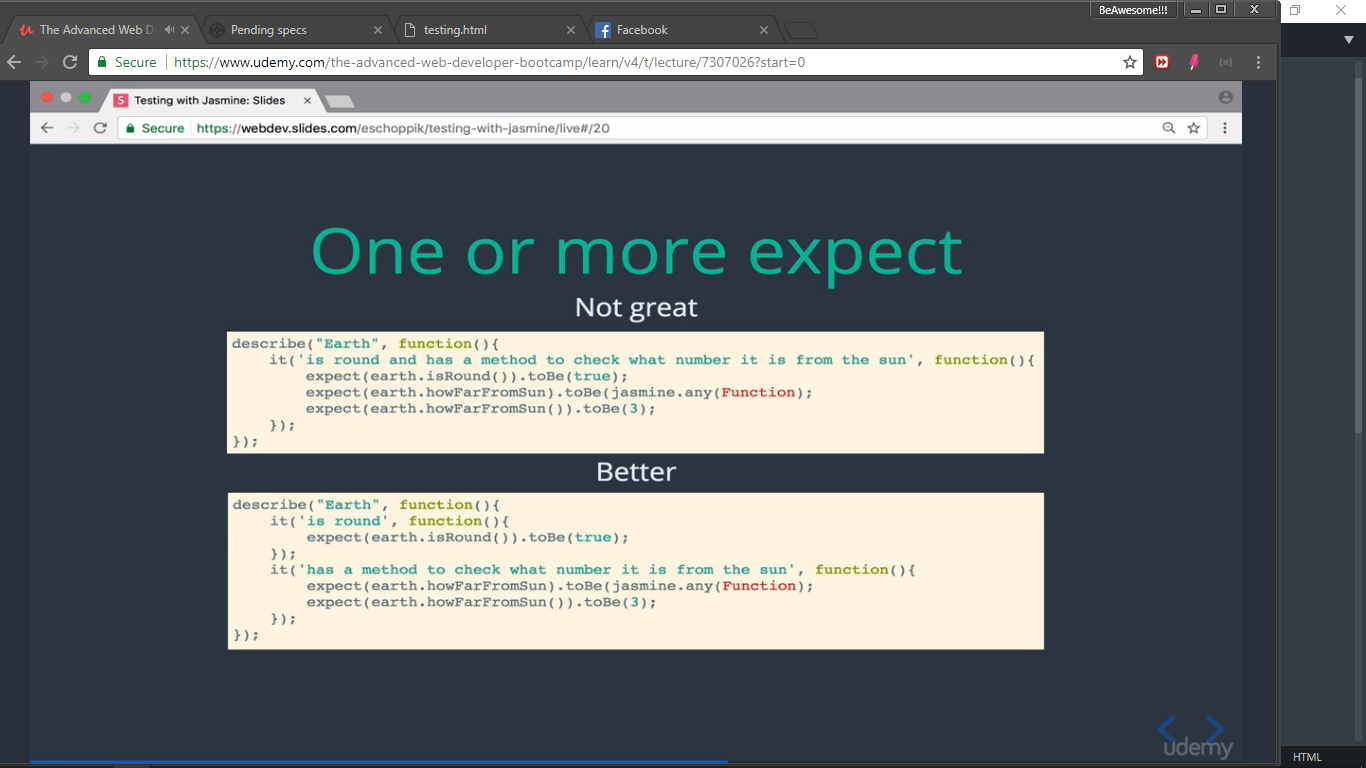 BeAwesome!!!
The Advanced Web D
Pending specs
testing.html
Facebook
Secure
https://www.udemy.com/the-advanced-web-developer-bootcamp/learn/v4/t/lecture/7307026?start=0
S Testing with Jasmine: Slides
Secure
https://webdev.slides.com/eschoppik/testing-with-jasmine/live#/20
One or more expect
Not great
describe("Earth", function(){
it('is round and has a method to check what number it is from the sun', function(){
expect(earth.isRound()).toBe(true);
expect(earth.howFarFromSun).toBe(jasmine.any(Function);
expect(earth.howFarFromSun()).toBe(3);
});
});
Better
describe("Earth", function(){
it('is round', function(){
expect(earth.isRound()).toBe(true);
});
it('has a method to check what number it is from the sun', function(){
expect(earth.howFarFromSun).toBe(jasmine.any(Function);
expect(earth.howFarFromSun()).toBe(3);
});
});
udemy
HTML